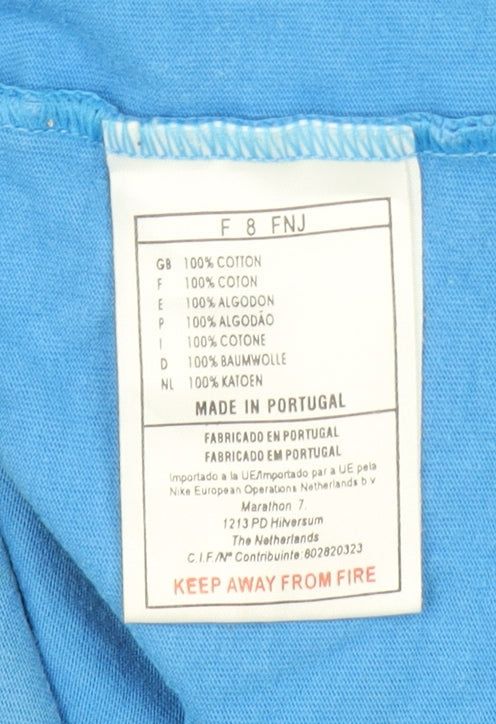 F 8 FNJ
GB 100% COTTON
F 100% COTON
E 100% ALGODON
P 100% ALGODÃO
I 100% COTONE
D 100% BAUMWOLLE
NL 100% KATOEN
MADE IN PORTUGAL
FABRICADO EN PORTUGAL
FABRICADO EM PORTUGAL
Importado a la UE/Importado par a UE pela
Nike European Operations Netherlands b v
Marathon 7.
1213 PD Hilversum
The Netherlands
C.I.F./Nº Contribuinte:802820323
KEEP AWAY FROM FIRE